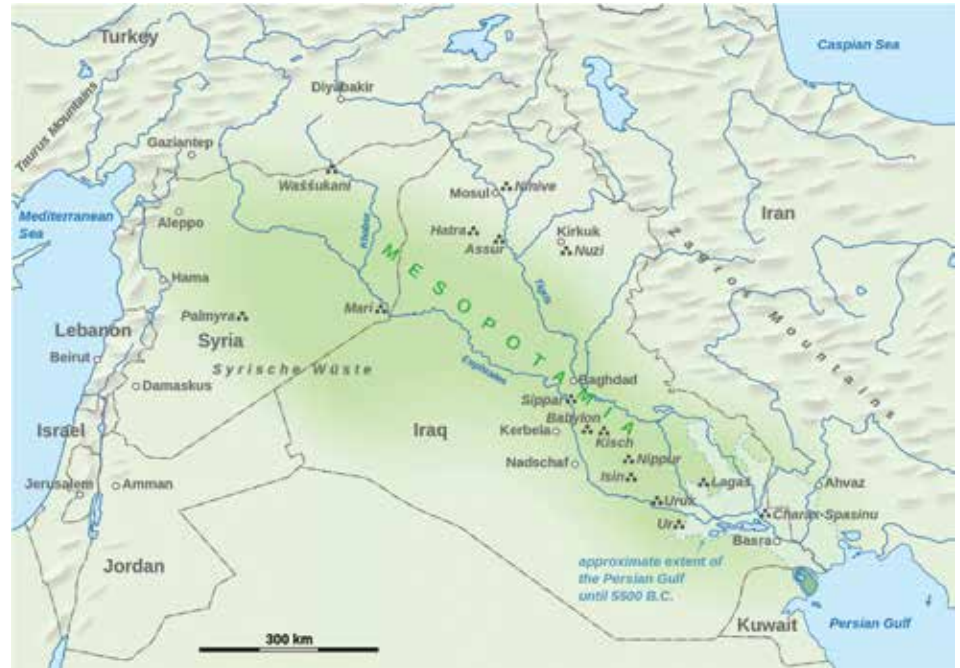 Turkey
Caspian Sea
Taurus Mountains
Diyabakir
Gaziantep
Waššukani
Mosul
Ninive
Mediterranean
Sea
Aleppo
Khabur
Hatra
Assur
Kirkuk
Nuzi
Iran
Zagros Mountains
MESOPOTAMIA
Hama
Tigris
Mari
Palmyra
Syria
Lebanon
Beirut
Syrische Wüste
Euphrates
Damaskus
Baghdad
Sippar
Babylon
Israel
Iraq
Kerbela
Kisch
Nadschaf
Nippur
Isin
Lagas
Ahvaz
Jerusalem
Amman
Uruk
Charax-Spasinu
Ur
Basra
Jordan
approximate extent of
the Persian Gulf
until 5500 B.C.
Kuwait
Persian Gulf
300 km